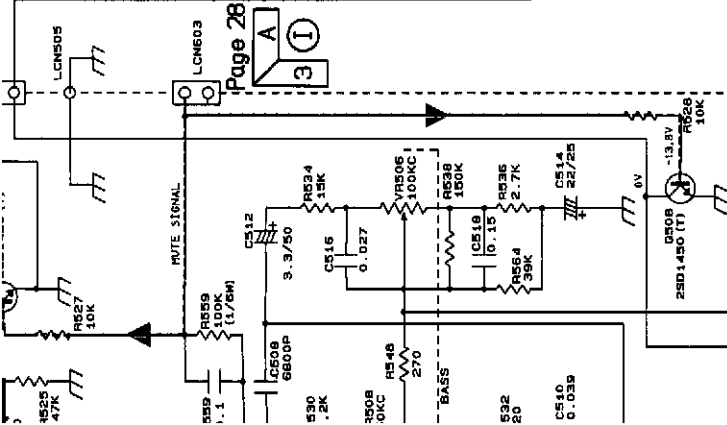 LCN505
LCN603
Page 28
A
I
3
R528
10K
-13.8V
0V
Q508
2SD1450 (T)
MUTE SIGNAL
C512
3.3/50
R534
15K
C516
0.027
VR506
100KC
R538
150K
C518
0.15
R536
2.7K
R564
39K
C514
22/25
R527
10K
R559
100K
(1/6W)
C508
6800P
R548
270
BASS
R525
47K
559
0.1
530
.2K
R508
0KC
532
20
C510
0.039